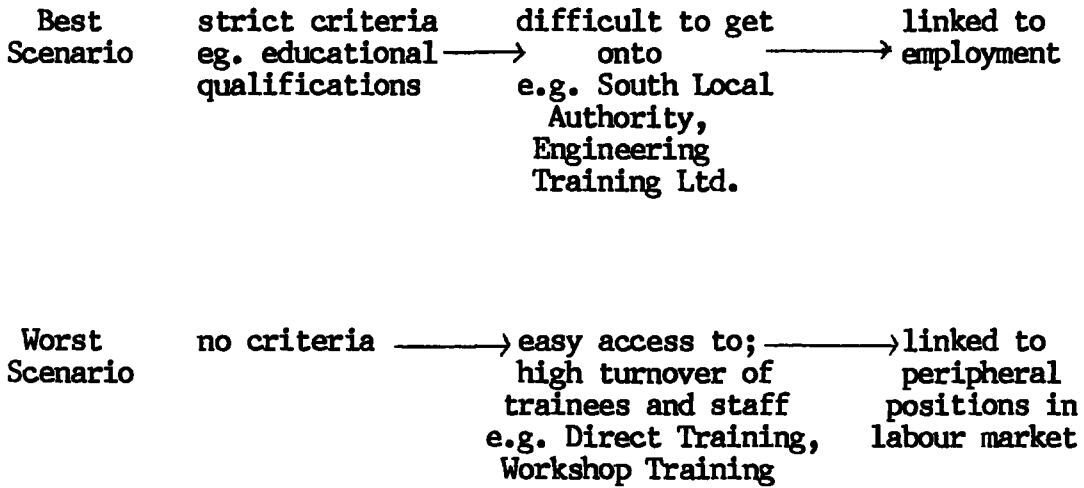 Best strict criteria difficult to get linked to
Scenario eg. educational onto employment
qualifications e.g. South Local
Authority,
Engineering
Training Ltd.
Worst no criteria easy access to; linked to
Scenario high turnover of peripheral
trainees and staff positions in
e.g. Direct Training, labour market
Workshop Training